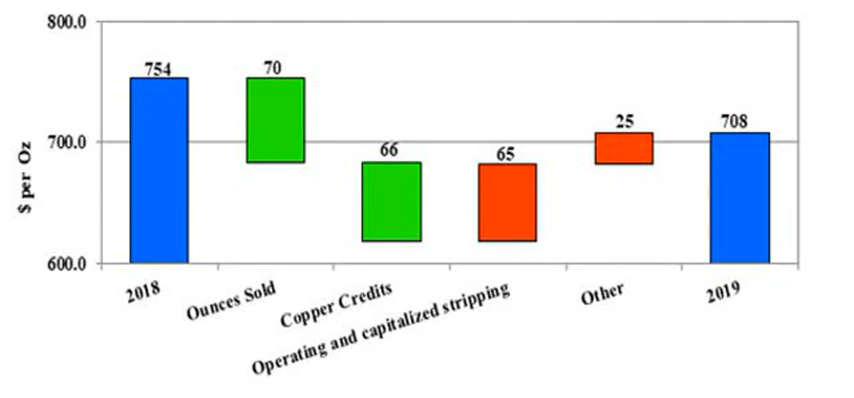 800.0
754
70
66
65
25
708
700.0
$ per Oz
600.0
2018
Ounces Sold
Copper Credits
Operating and capitalized stripping
Other
2019